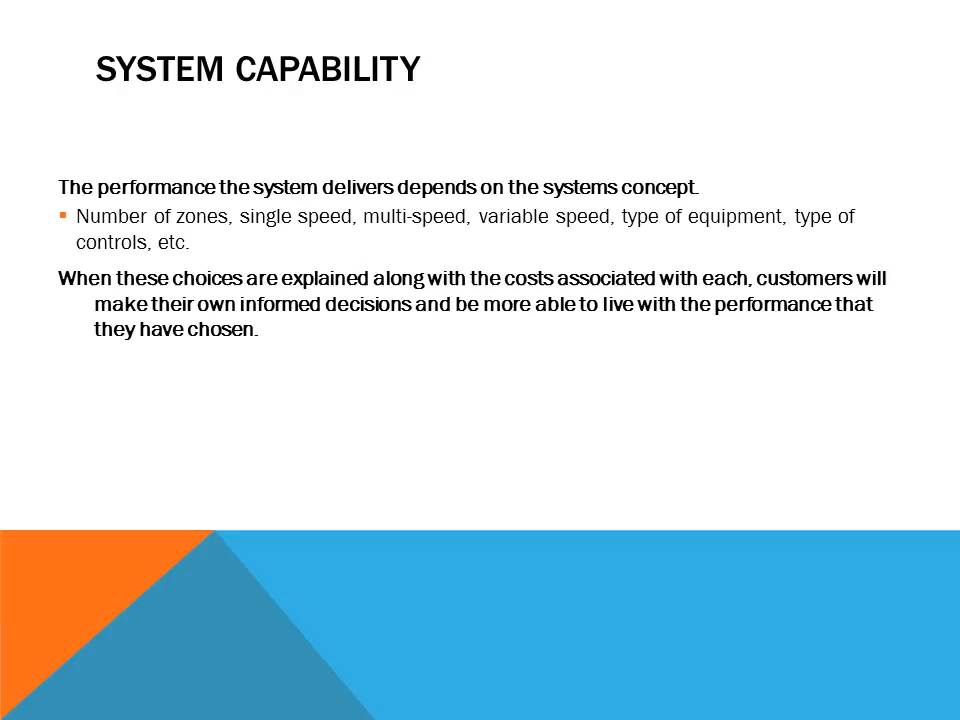 SYSTEM CAPABILITY
The performance the system delivers depends on the systems concept.
▪ Number of zones, single speed, multi-speed, variable speed, type of equipment, type of
controls, etc.
When these choices are explained along with the costs associated with each, customers will
make their own informed decisions and be more able to live with the performance that
they have chosen.